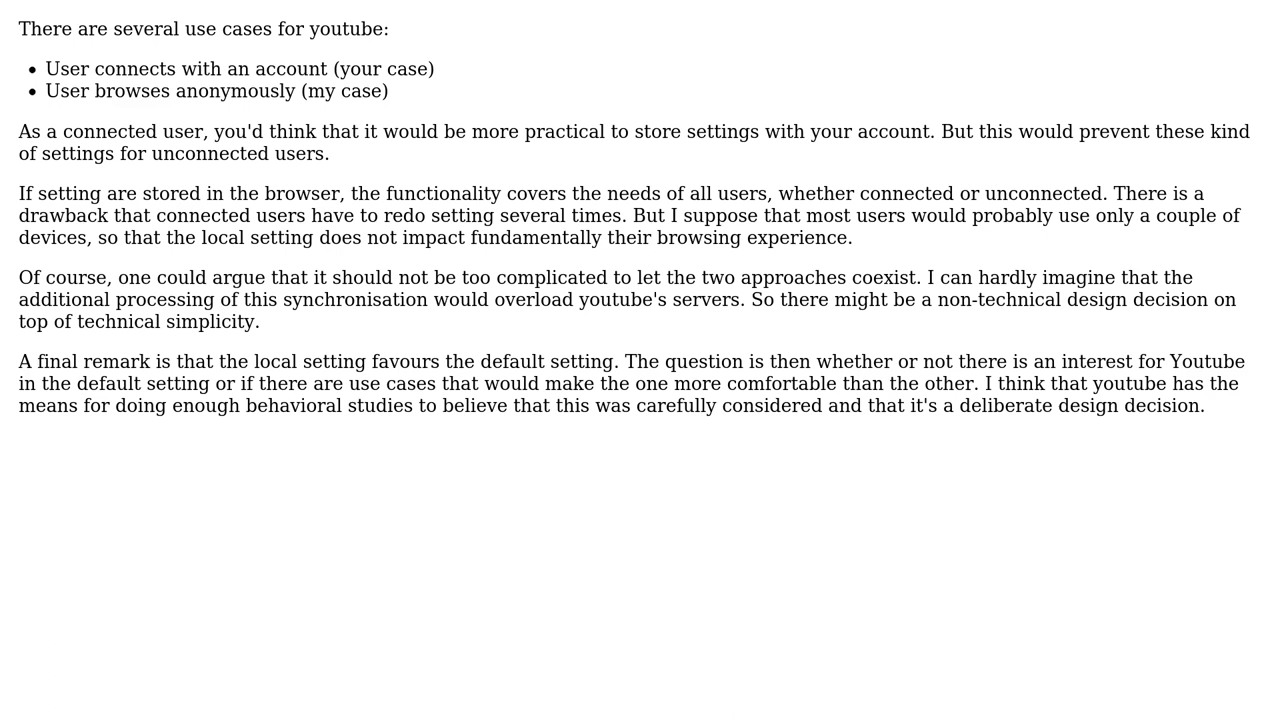 There are several use cases for youtube:
• User connects with an account (your case)
• User browses anonymously (my case)
As a connected user, you'd think that it would be more practical to store settings with your account. But this would prevent these kind
of settings for unconnected users.
If setting are stored in the browser, the functionality covers the needs of all users, whether connected or unconnected. There is a
drawback that connected users have to redo setting several times. But I suppose that most users would probably use only a couple of
devices, so that the local setting does not impact fundamentally their browsing experience.
Of course, one could argue that it should not be too complicated to let the two approaches coexist. I can hardly imagine that the
additional processing of this synchronisation would overload youtube's servers. So there might be a non-technical design decision on
top of technical simplicity.
A final remark is that the local setting favours the default setting. The question is then whether or not there is an interest for Youtube
in the default setting or if there are use cases that would make the one more comfortable than the other. I think that youtube has the
means for doing enough behavioral studies to believe that this was carefully considered and that it's a deliberate design decision.